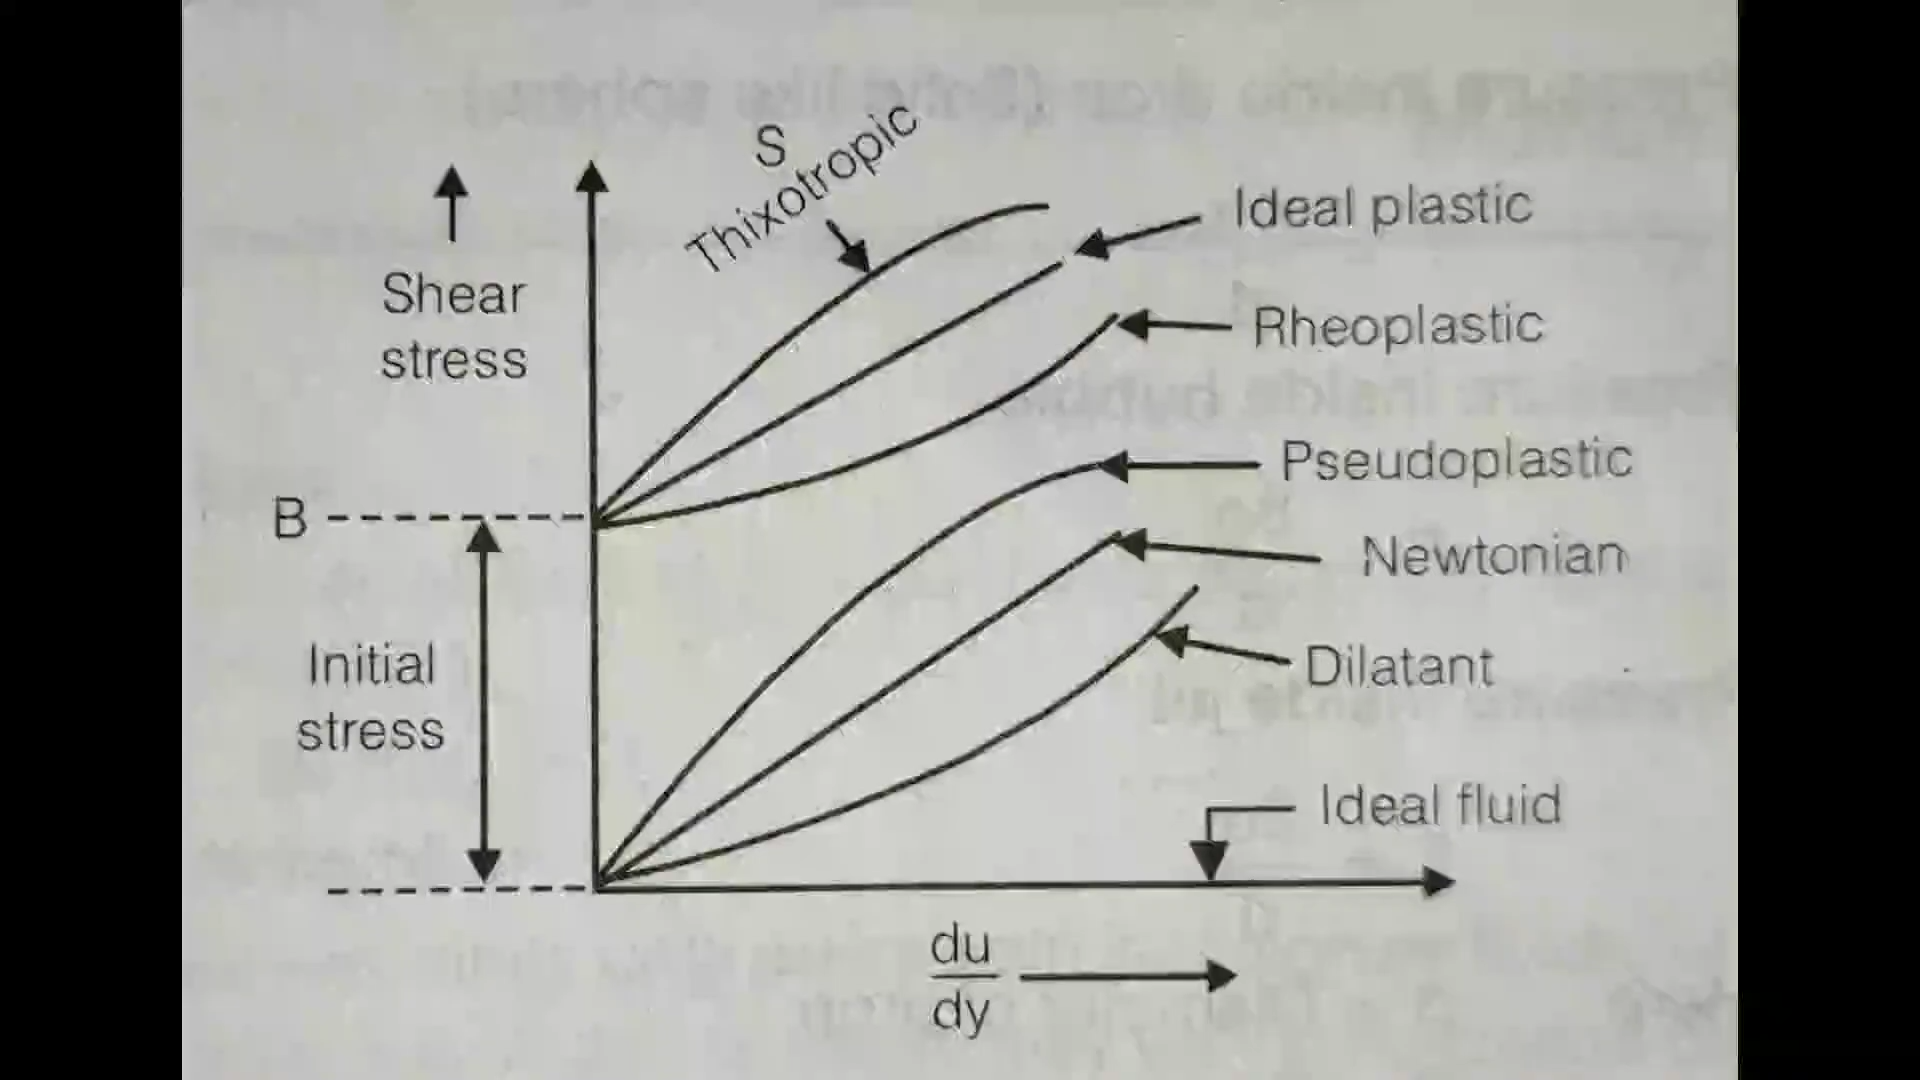 S
Thixotropic
Ideal plastic
Shear
stress
Rheoplastic
Pseudoplastic
B
Newtonian
Initial
stress
Dilatant
Ideal fluid
du
dy